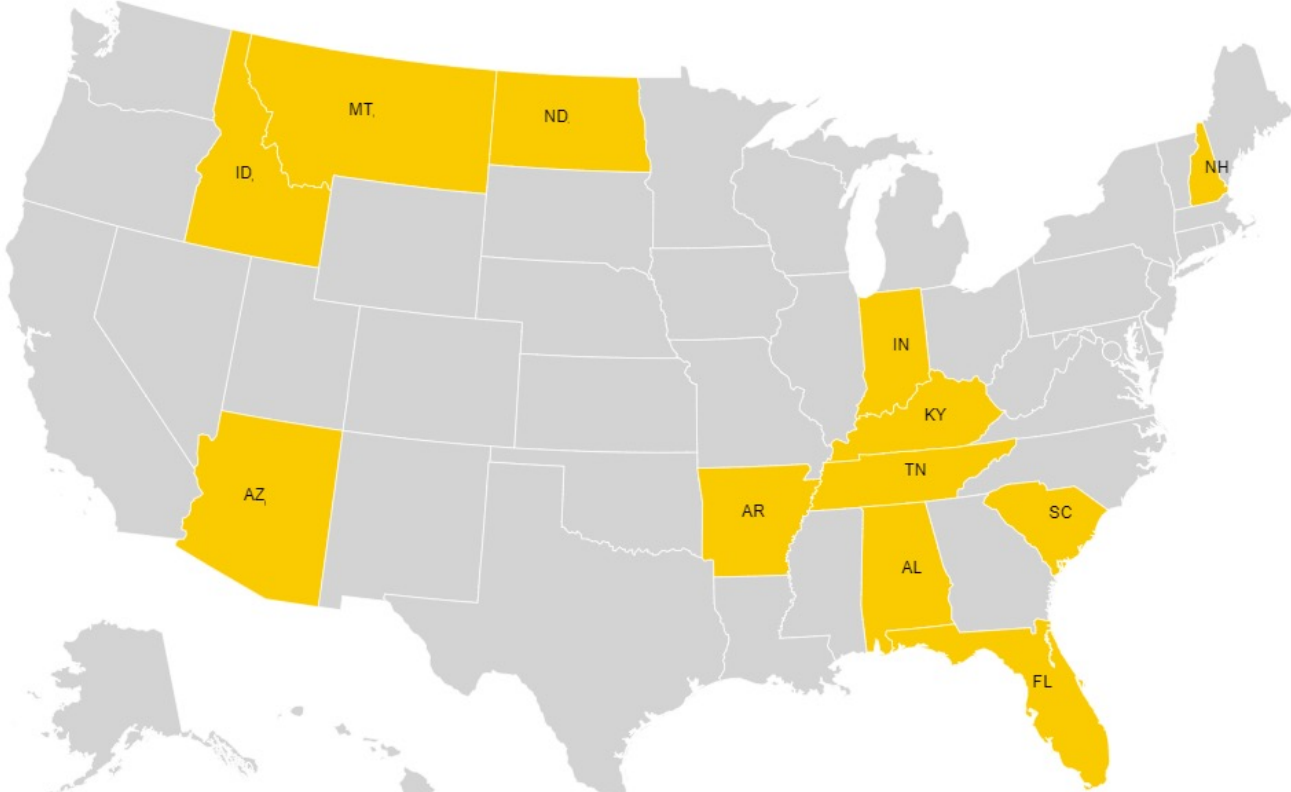 MT,
ND.
ID,
NH
IN
KY
TN
AZ,
AR
SC
AL
FL